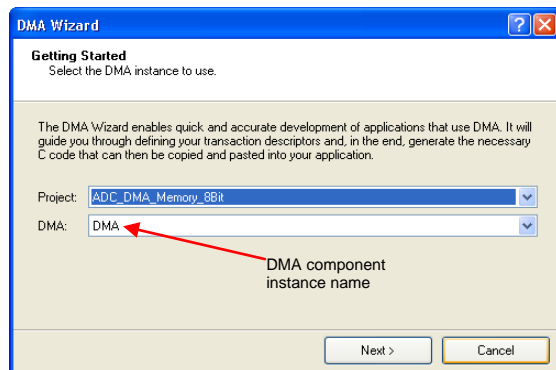 DMA Wizard
Getting Started
Select the DMA instance to use.
The DMA Wizard enables quick and accurate development of applications that use DMA. It will
guide you through defining your transaction descriptors and, in the end, generate the necessary
C code that can then be copied and pasted into your application.
Project: ADC_DMA_Memory_8Bit
DMA: DMA
DMA component
instance name
Next >
Cancel